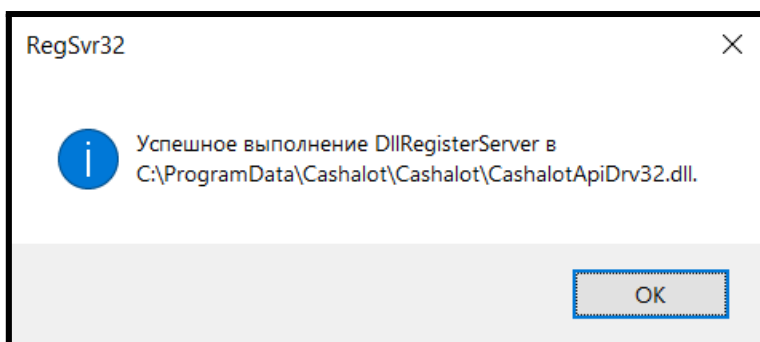 RegSvr32
Успешное выполнение DllRegisterServer в
C:\ProgramData\Cashalot\Cashalot\CashalotApiDrv32.dll.
OK